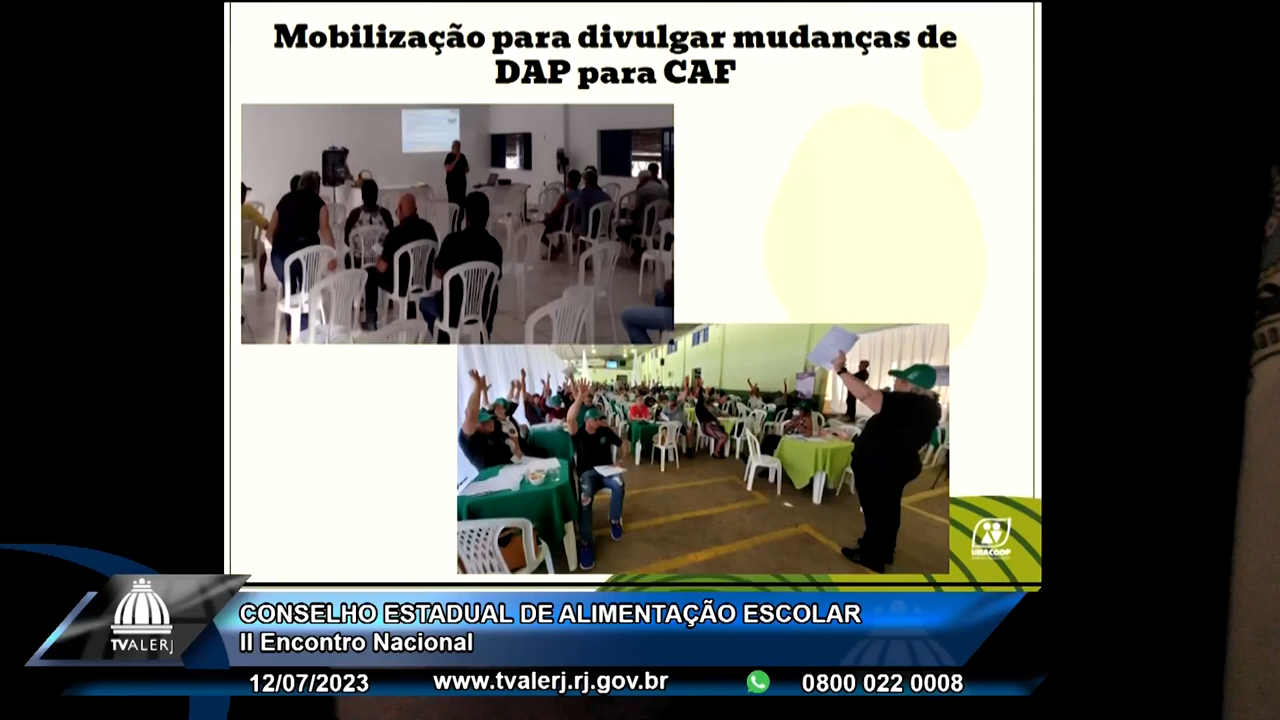 Mobilização para divulgar mudanças de
DAP para CAF
UNACOOP
CONSELHO ESTADUAL DE ALIMENTAÇÃO ESCOLAR
II Encontro Nacional
TVALERJ
12/07/2023
www.tvalerj.rj.gov.br
0800 022 0008